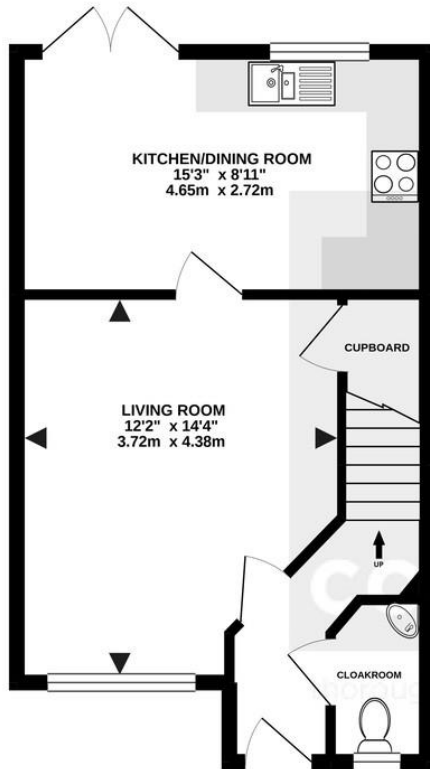 KITCHEN/DINING ROOM
15'3" x 8'11"
4.65m x 2.72m
CUPBOARD
LIVING ROOM
12'2" x 14'4"
3.72m x 4.38m
UP
CLOAKROOM